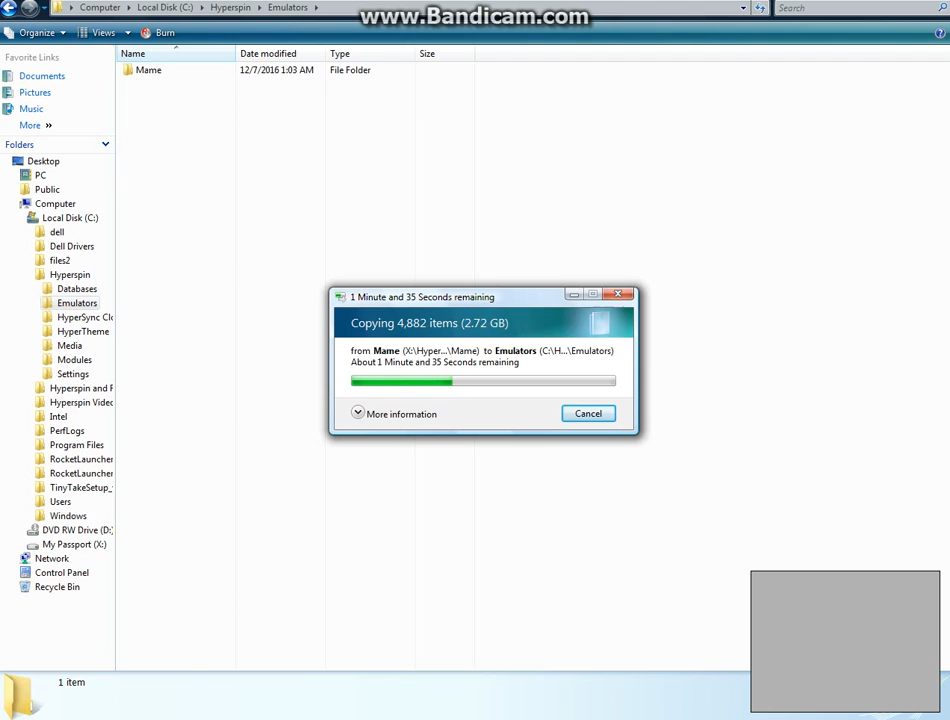 Computer Local Disk (C:) Hyperspin Emulators
www.Bandicam.com
Search
Organize Views Burn
Name Date modified Type Size
Favorite Links
Mame 12/7/2016 1:03 AM File Folder
Documents
Pictures
Music
More »
Folders
Desktop
PC
Public
Computer
Local Disk (C:)
dell
Dell Drivers
files2
Hyperspin
Databases
Emulators
HyperSync Clo
HyperTheme
Media
Modules
Settings
Hyperspin and F
Hyperspin Video
Intel
PerfLogs
Program Files
RocketLauncher
RocketLauncher
TinyTakeSetup_
Users
Windows
DVD RW Drive (D:)
My Passport (X:)
Network
Control Panel
Recycle Bin
1 Minute and 35 Seconds remaining
Copying 4,882 items (2.72 GB)
from Mame (X:\Hyper...\Mame) to Emulators (C:\H...\Emulators)
About 1 Minute and 35 Seconds remaining
More information Cancel
1 item